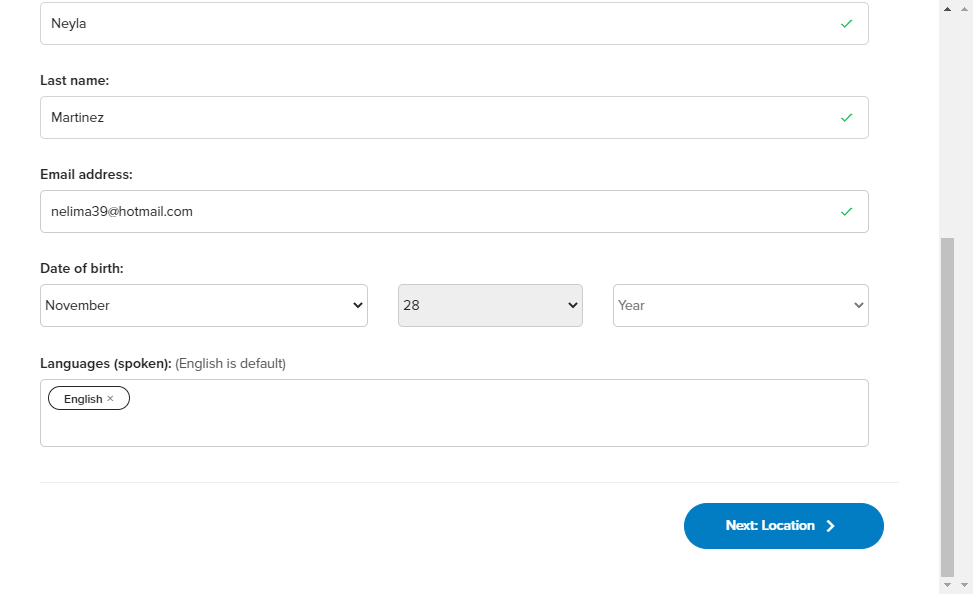 Neyla
Last name:
Martinez
Email address:
nelima39@hotmail.com
Date of birth:
November 28 Year
Languages (spoken): (English is default)
English ×
Next: Location